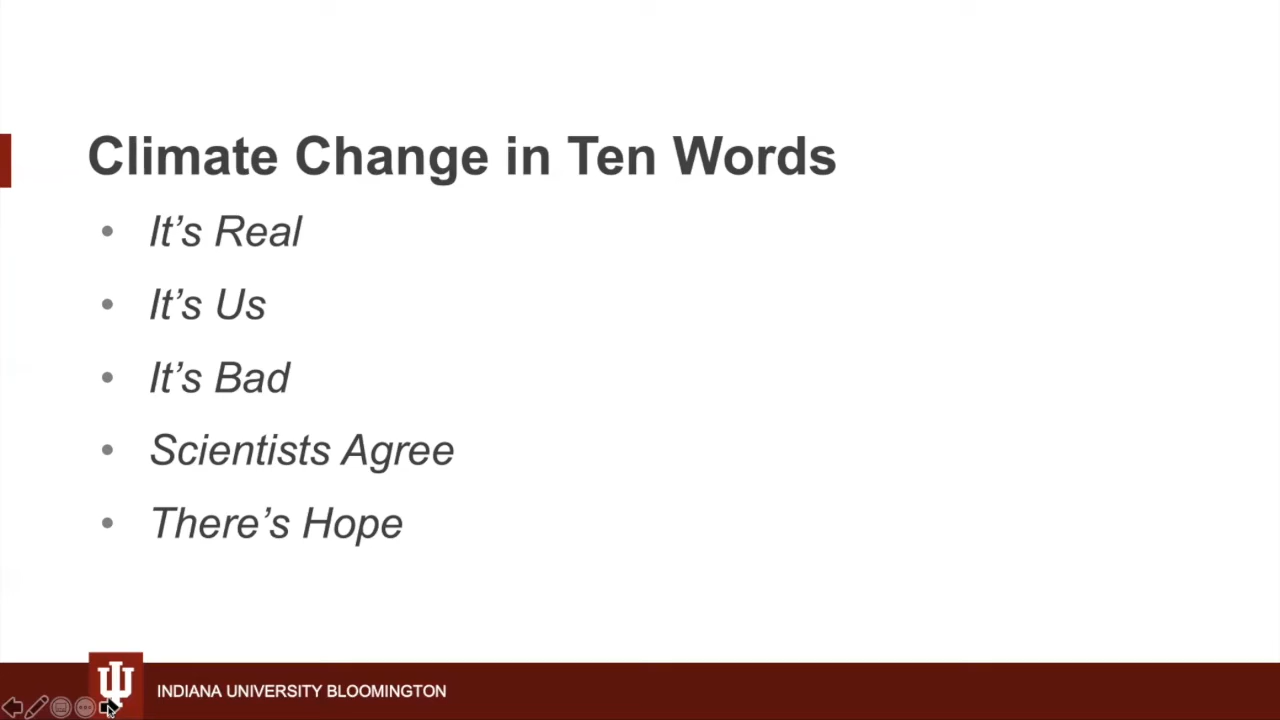 Climate Change in Ten Words
• It’s Real
• It’s Us
• It’s Bad
• Scientists Agree
• There’s Hope
INDIANA UNIVERSITY BLOOMINGTON